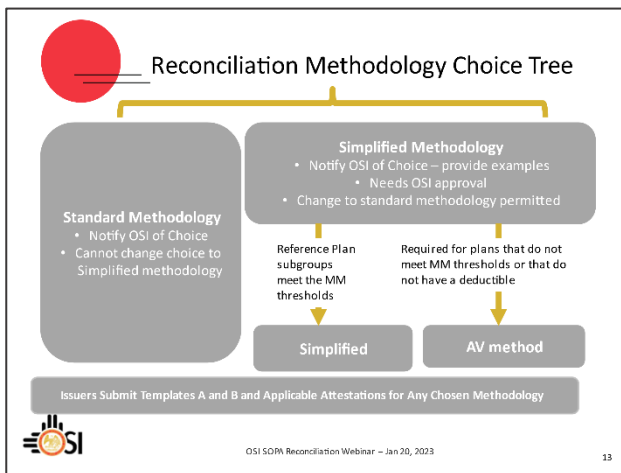 Reconciliation Methodology Choice Tree
Standard Methodology
• Notify OSI of Choice
• Cannot change choice to
Simplified methodology
Simplified Methodology
• Notify OSI of Choice – provide examples
• Needs OSI approval
• Change to standard methodology permitted
Reference Plan
subgroups
meet the MM
thresholds
Required for plans that do not
meet MM thresholds or that do
not have a deductible
Simplified
AV method
Issuers Submit Templates A and B and Applicable Attestations for Any Chosen Methodology
OSI
OSI SOPA Reconciliation Webinar – Jan 20, 2023
13